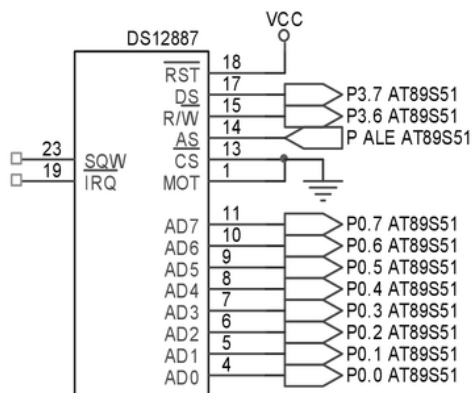 VCC
DS12887
RST 18
DS 17 P3.7 AT89S51
R/W 15 P3.6 AT89S51
AS 14 P ALE AT89S51
23 SQW CS 13
19 IRQ MOT 1
AD7 11 P0.7 AT89S51
AD6 10 P0.6 AT89S51
AD5 9 P0.5 AT89S51
AD4 8 P0.4 AT89S51
AD3 7 P0.3 AT89S51
AD2 6 P0.2 AT89S51
AD1 5 P0.1 AT89S51
AD0 4 P0.0 AT89S51